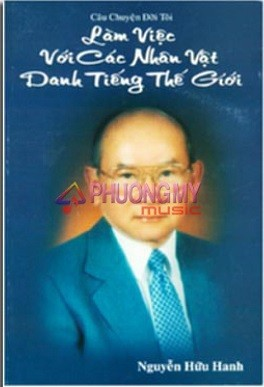 Câu Chuyện Đời Tôi
Làm Việc
Với Các Nhân Vật
Danh Tiếng Thế Giới
PHUONG MY
music
Nguyễn Hữu Hanh